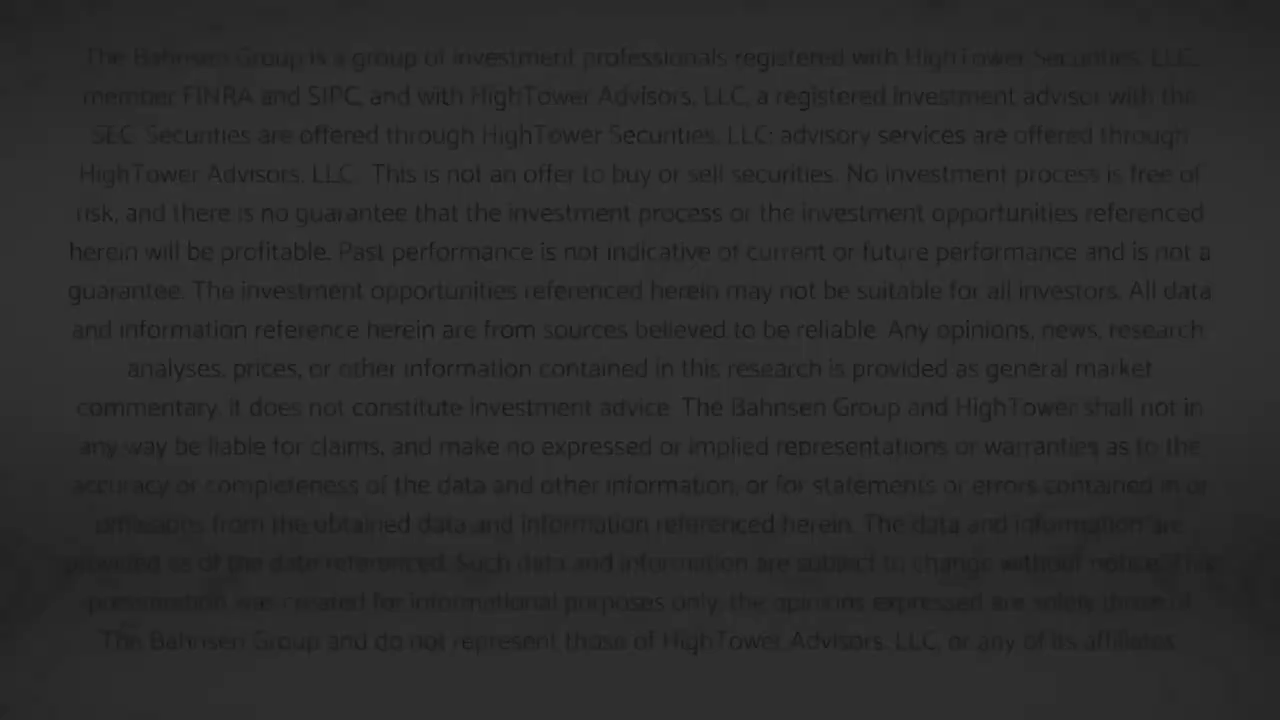 The Bahnsen Group is a group of investment professionals registered with HighTower Securities, LLC,
member FINRA and SIPC, and with HighTower Advisors, LLC, a registered investment advisor with the
SEC. Securities are offered through HighTower Securities, LLC; advisory services are offered through
HighTower Advisors, LLC. This is not an offer to buy or sell securities. No investment process is free of
risk, and there is no guarantee that the investment process or the investment opportunities referenced
herein will be profitable. Past performance is not indicative of current or future performance and is not a
guarantee. The investment opportunities referenced herein may not be suitable for all investors. All data
and information reference herein are from sources believed to be reliable. Any opinions, news, research
analyses, prices, or other information contained in this research is provided as general market
commentary, it does not constitute investment advice. The Bahnsen Group and HighTower shall not in
any way be liable for claims, and make no expressed or implied representations or warranties as to the
accuracy or completeness of the data and other information, or for statements or errors contained in or
omissions from the obtained data and information referenced herein. The data and information are
provided as of the date referenced. Such data and information are subject to change without notice. This
presentation was created for informational purposes only; the opinions expressed are solely those of
The Bahnsen Group and do not represent those of HighTower Advisors, LLC, or any of its affiliates.